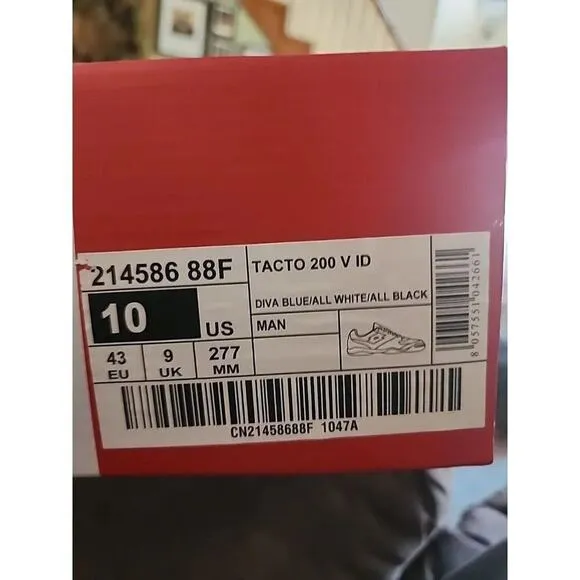 214586 88F
TACTO 200 V ID
10 US
DIVA BLUE/ALL WHITE/ALL BLACK
MAN
43 EU
9 UK
277 MM
8 057551 042661
CN21458688F 1047A